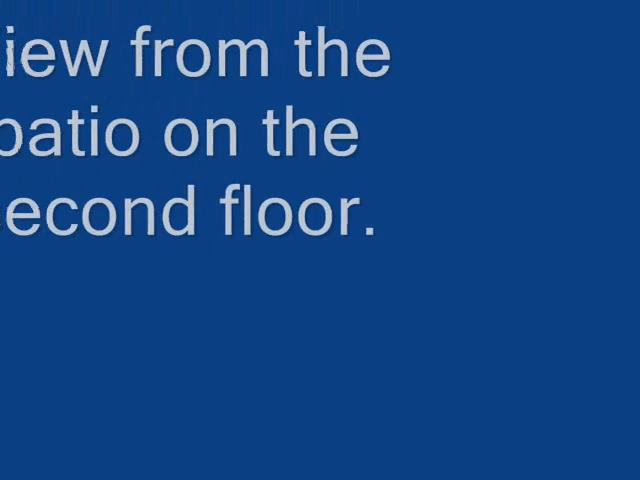 iew from the
patio on the
econd floor.